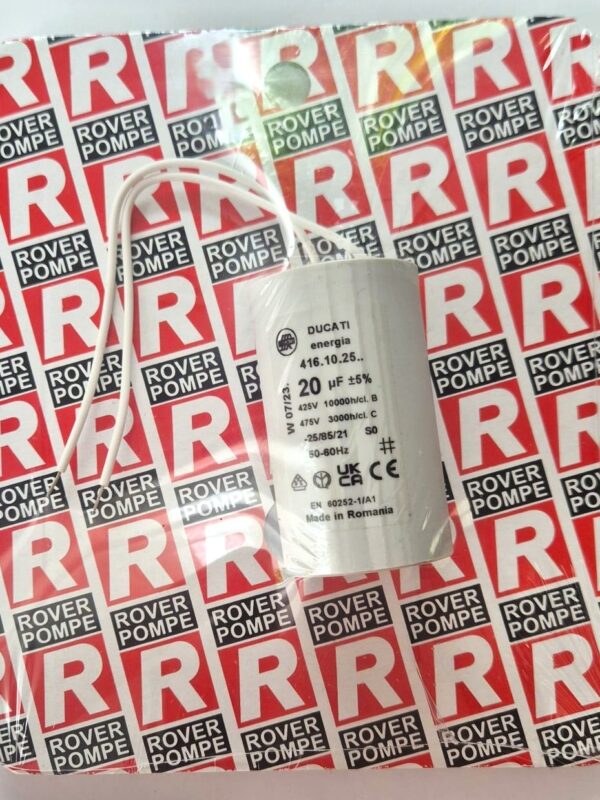 R
ROVER
POMPE
DUCATI
energia
416.10.25..
20 µF ±5%
425V 10000h/cl. B
475V 3000h/cl. C
-25/85/21 S0
50-60Hz
W 07/23.
UK
CA CE
EN 60252-1/A1
Made in Romania